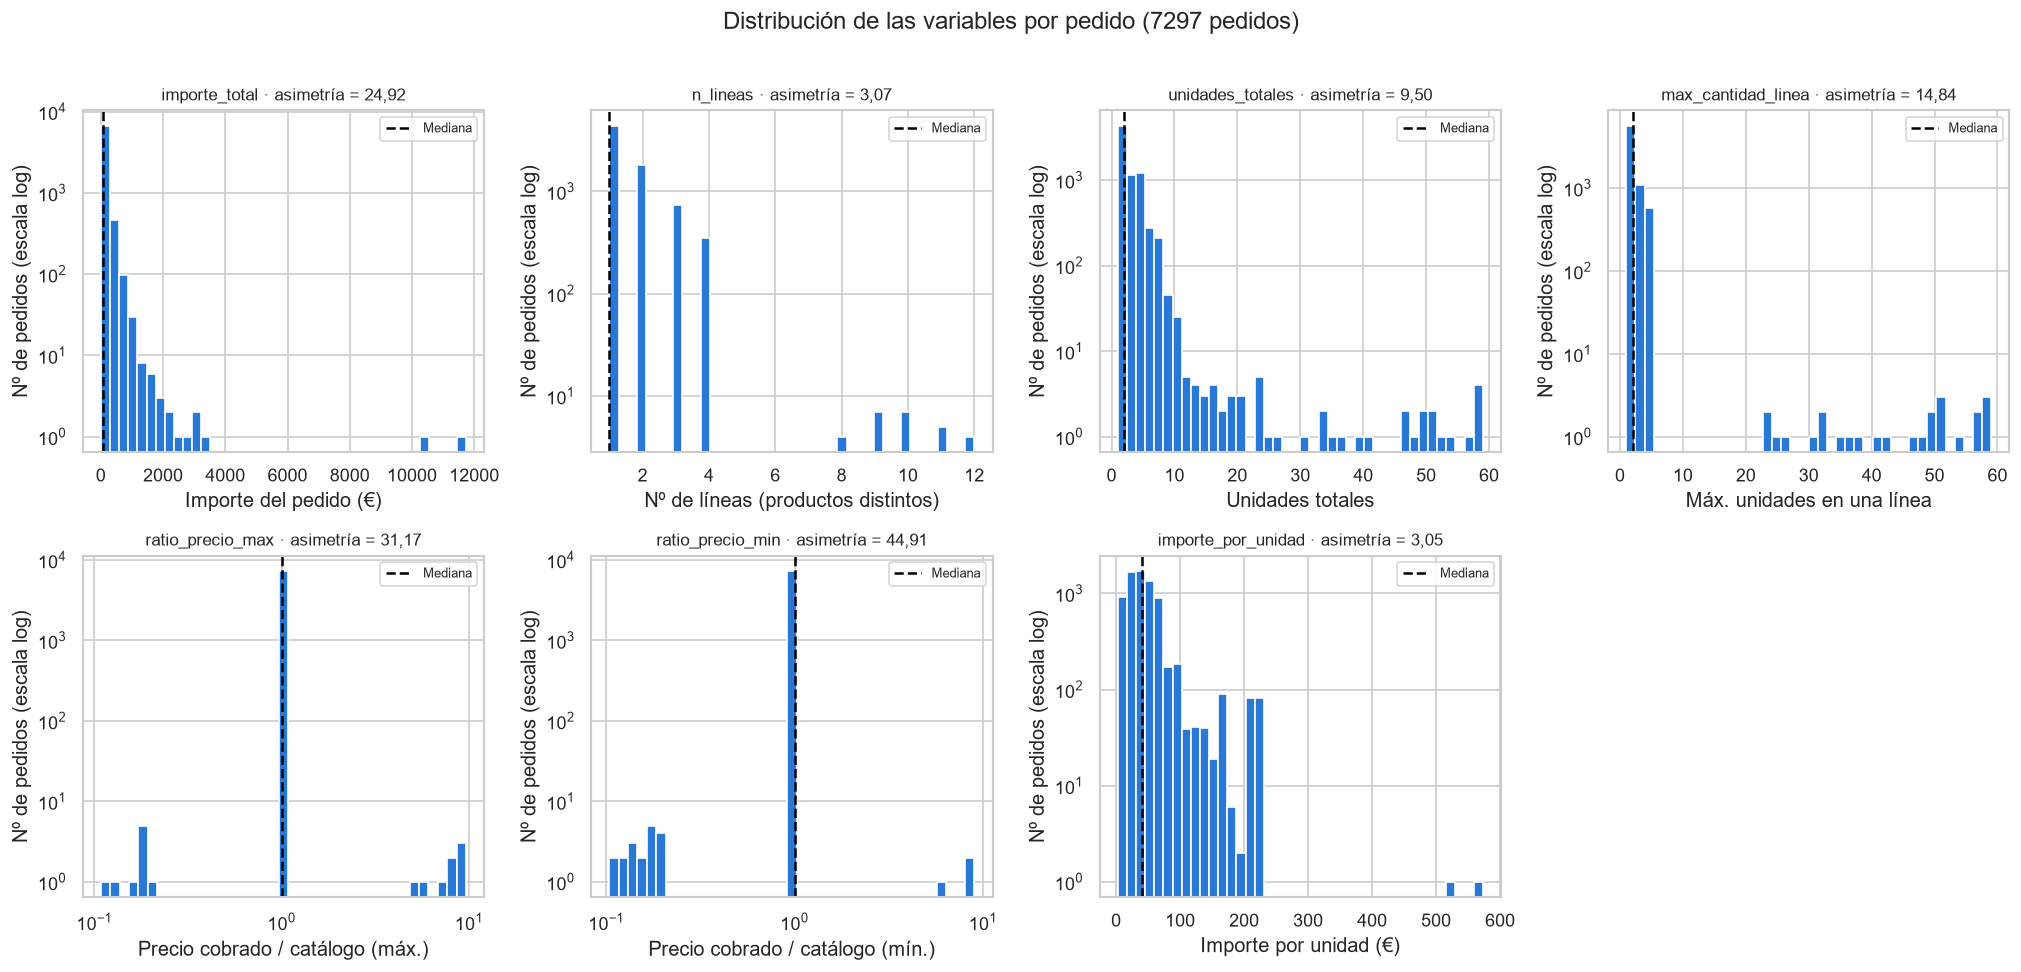 Distribución de las variables por pedido (7297 pedidos)
importe_total · asimetría = 24,92
Nº de pedidos (escala log)
10^4
10^3
10^2
10^1
10^0
Mediana
0 2000 4000 6000 8000 10000 12000
Importe del pedido (€)
n_lineas · asimetría = 3,07
Nº de pedidos (escala log)
10^3
10^2
10^1
Mediana
2 4 6 8 10 12
Nº de líneas (productos distintos)
unidades_totales · asimetría = 9,50
Nº de pedidos (escala log)
10^3
10^2
10^1
10^0
Mediana
0 10 20 30 40 50 60
Unidades totales
max_cantidad_linea · asimetría = 14,84
Nº de pedidos (escala log)
10^3
10^2
10^1
10^0
Mediana
0 10 20 30 40 50 60
Máx. unidades en una línea
ratio_precio_max · asimetría = 31,17
Nº de pedidos (escala log)
10^4
10^3
10^2
10^1
10^0
Mediana
10^−1 10^0 10^1
Precio cobrado / catálogo (máx.)
ratio_precio_min · asimetría = 44,91
Nº de pedidos (escala log)
10^4
10^3
10^2
10^1
10^0
Mediana
10^−1 10^0 10^1
Precio cobrado / catálogo (mín.)
importe_por_unidad · asimetría = 3,05
Nº de pedidos (escala log)
10^3
10^2
10^1
10^0
Mediana
0 100 200 300 400 500 600
Importe por unidad (€)